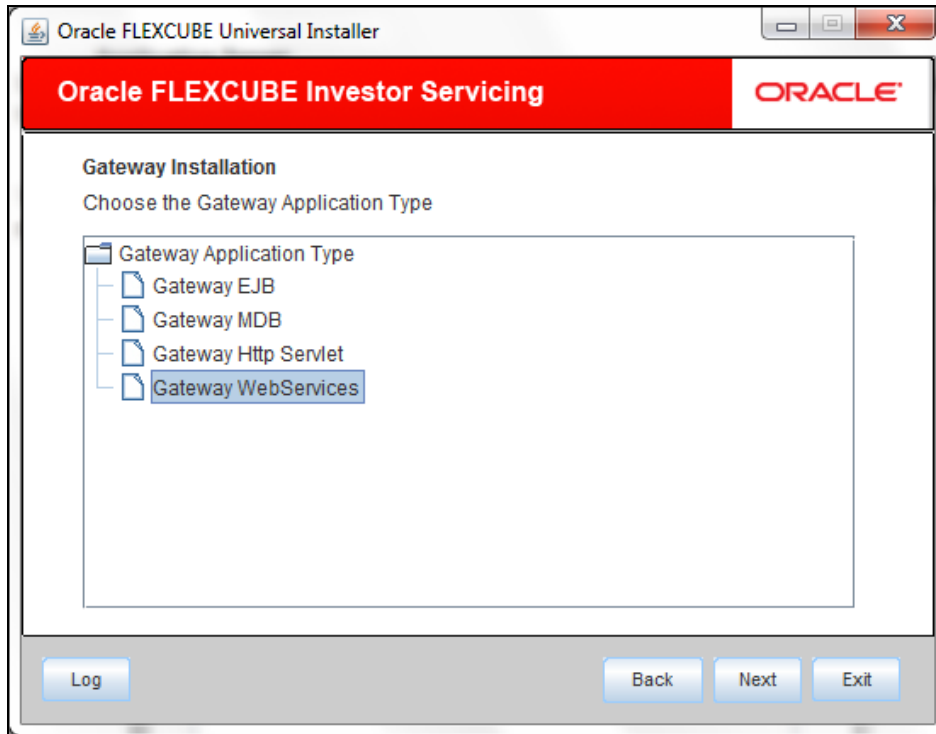 Oracle FLEXCUBE Universal Installer
Oracle FLEXCUBE Investor Servicing
ORACLE®
Gateway Installation
Choose the Gateway Application Type
Gateway Application Type
Gateway EJB
Gateway MDB
Gateway Http Servlet
Gateway WebServices
Log Back Next Exit